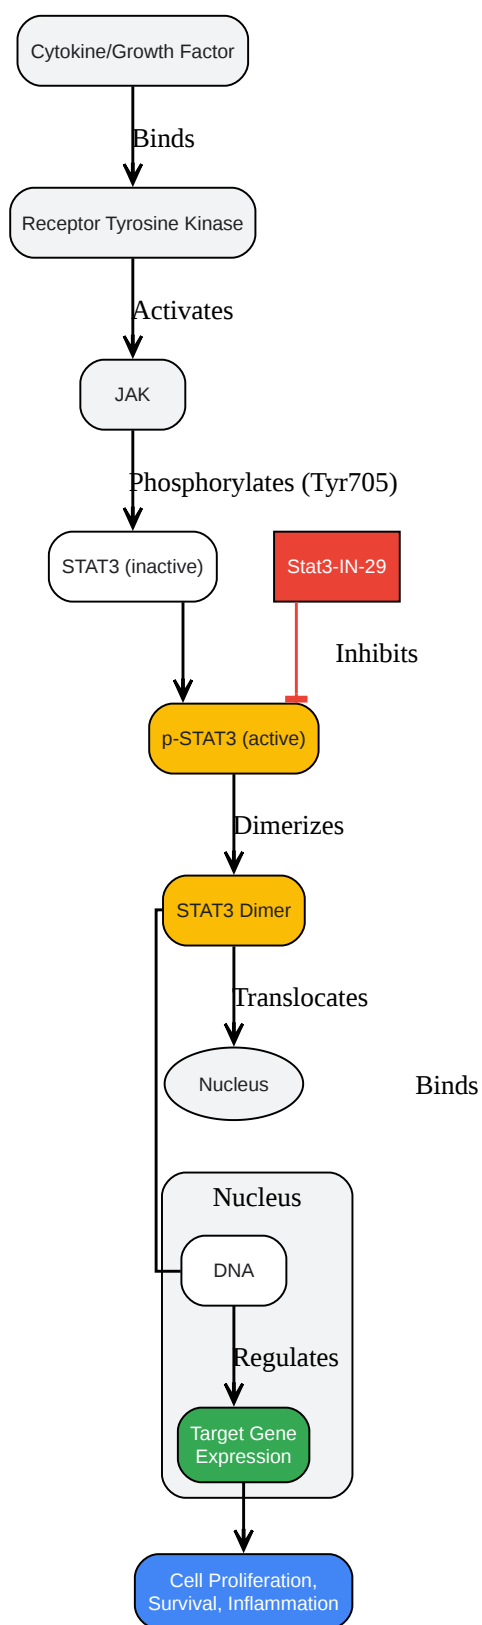 Cytokine/Growth Factor
Binds
Receptor Tyrosine Kinase
Activates
JAK
Phosphorylates (Tyr705)
STAT3 (inactive)
Stat3-IN-29
Inhibits
p-STAT3 (active)
Dimerizes
STAT3 Dimer
Translocates
Nucleus
Binds
Nucleus
DNA
Regulates
Target Gene
Expression
Cell Proliferation,
Survival, Inflammation